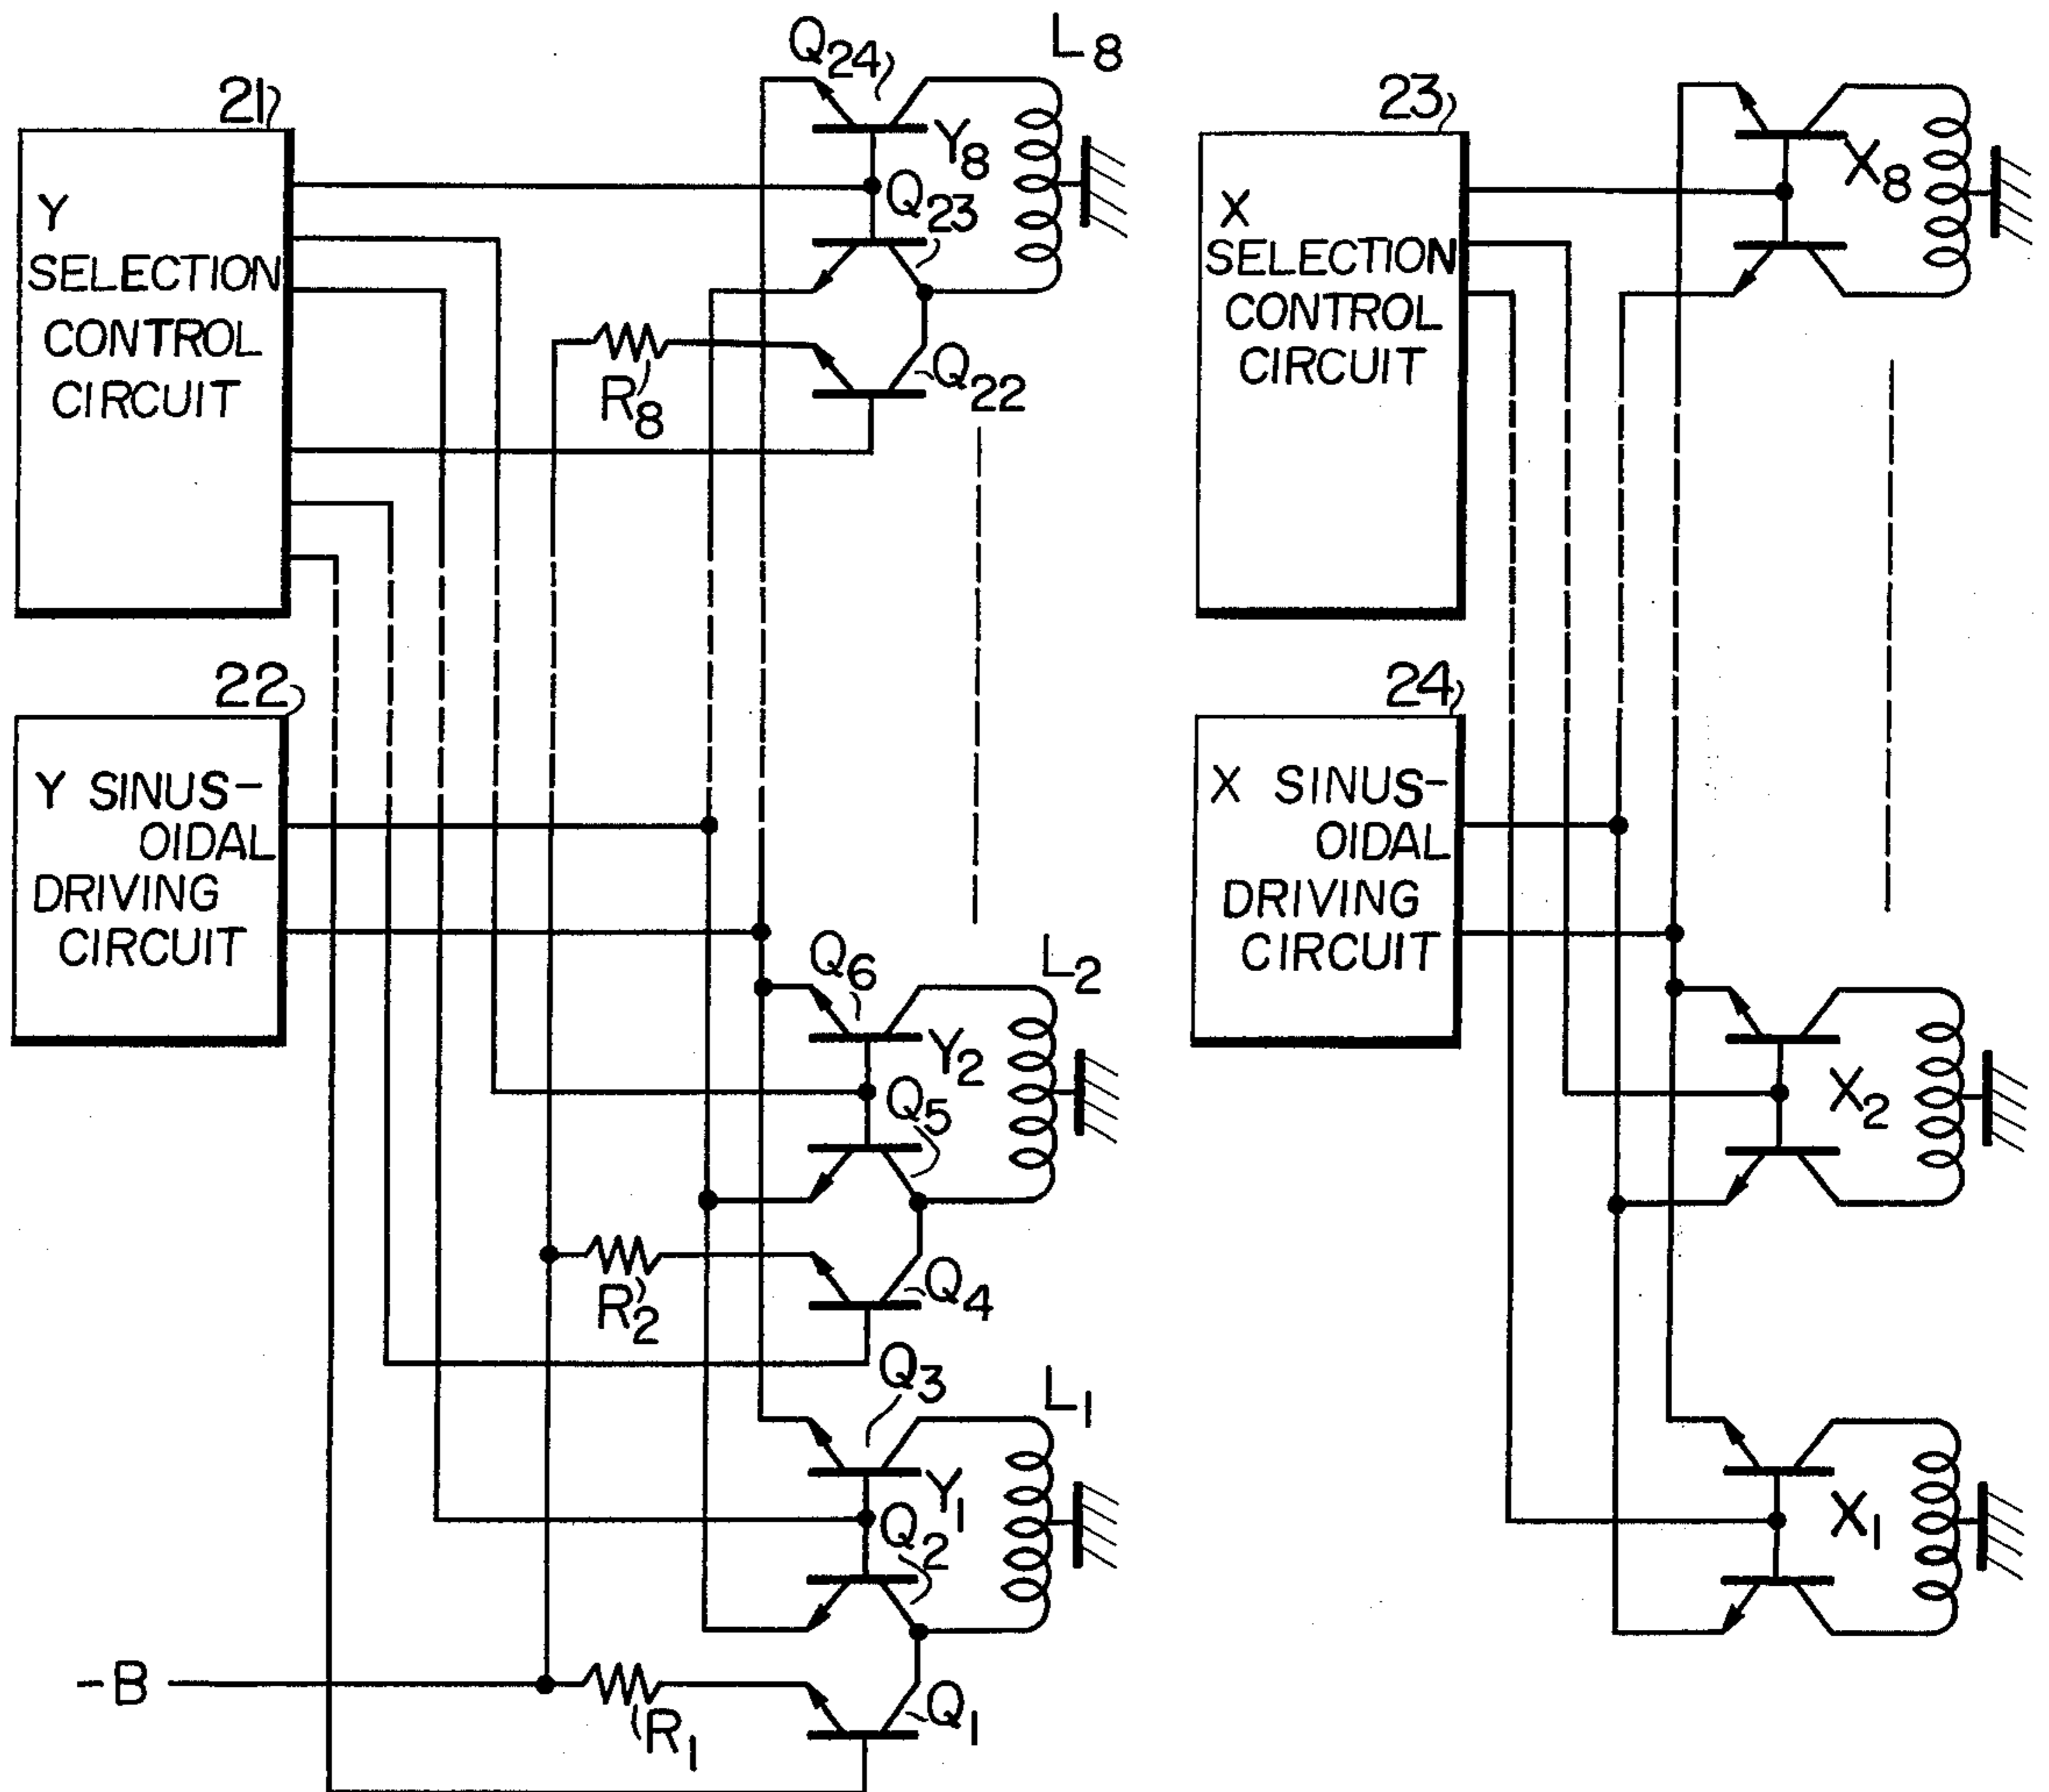 21
Y
SELECTION
CONTROL
CIRCUIT
22
Y SINUS-
OIDAL
DRIVING
CIRCUIT
Q24
L8
Y8
Q23
R8
Q22
Q6
L2
Y2
Q5
R2
Q4
Q3
L1
Y1
Q2
-B
R1
Q1
23
X
SELECTION
CONTROL
CIRCUIT
24
X SINUS-
OIDAL
DRIVING
CIRCUIT
X8
X2
X1